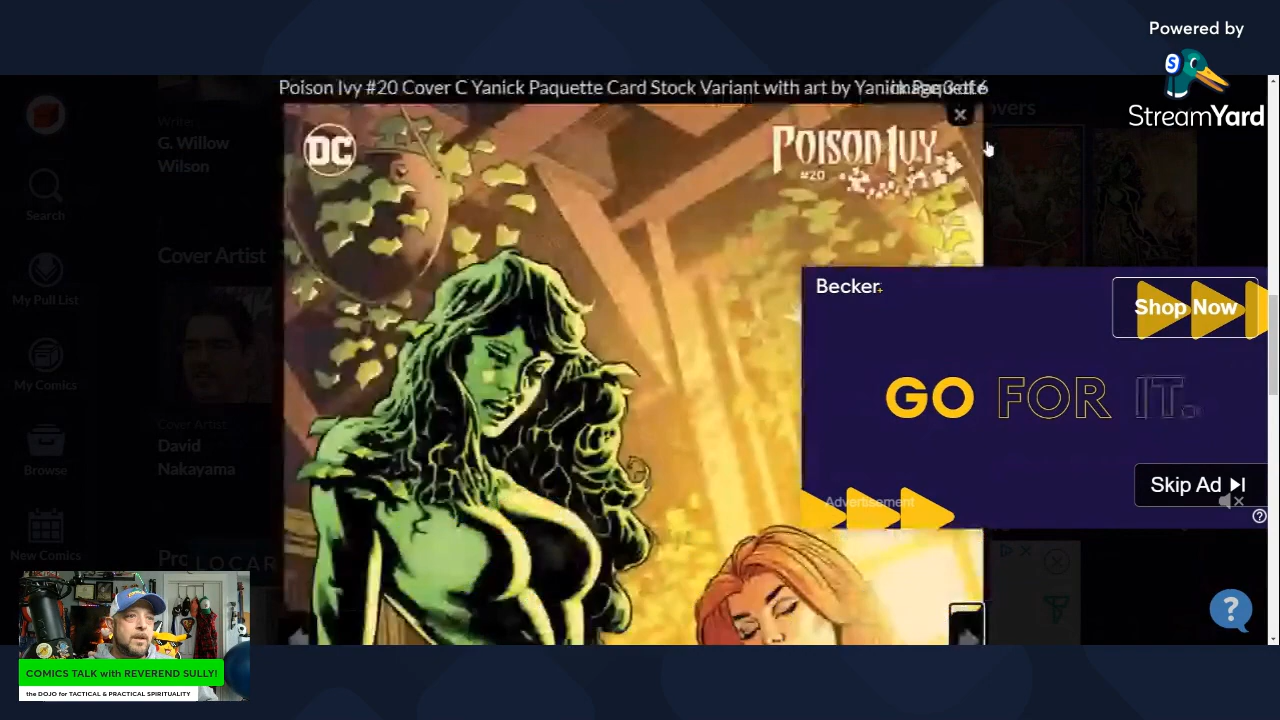 Powered by
StreamYard
Poison Ivy #20 Cover C Yanick Paquette Card Stock Variant with art by Yanick Paquette
DC
POISON IVY
#20
Write
G. Willow
Wilson
Search
Cover Artist
My Pull List
My Comics
Cover Artist
David
Nakayama
Browse
New Comics
Becker
Shop Now
GO FOR IT.
Skip Ad
Advertisement
LOCAR
COMICS TALK with REVEREND SULLY!
the DOJO for TACTICAL & PRACTICAL SPIRITUALITY